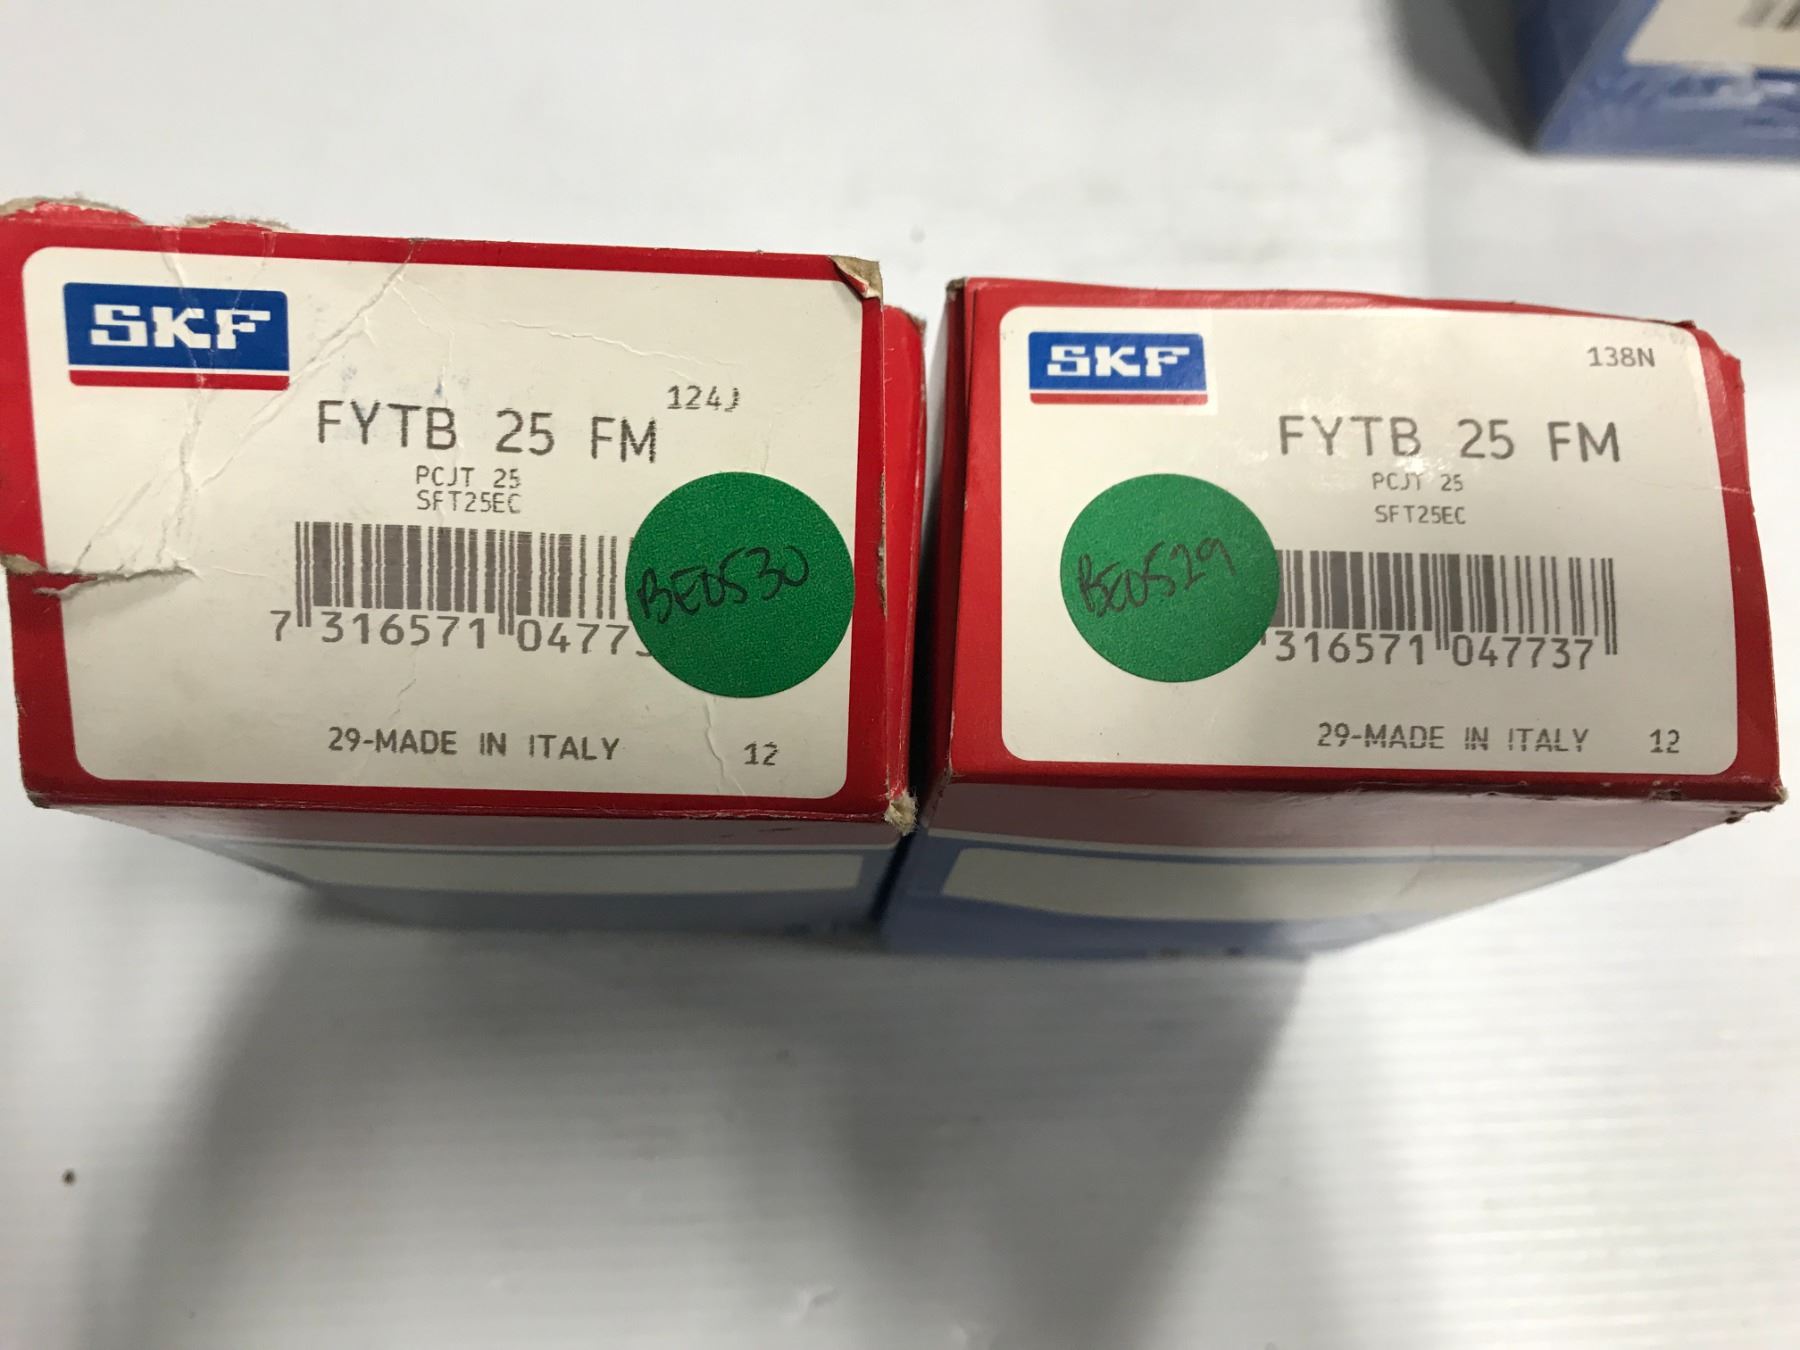 SKF
124J
FYTB 25 FM
PCJT 25
SFT25EC
BE0530
7 316571 0477
29-MADE IN ITALY 12
SKF
138N
FYTB 25 FM
PCJT 25
SFT25EC
BE0529
316571 047737
29-MADE IN ITALY 12